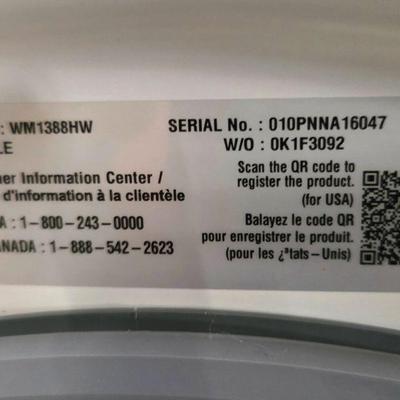 : WM1388HW
LE
ner Information Center /
d'information à la clientèle
A : 1-800-243-0000
ANADA : 1-888-542-2623
SERIAL No. : 010PNNA16047
W/O : 0K1F3092
Scan the QR code to
register the product.
(for USA)
Balayez le code QR
pour enregistrer le produit.
(pour les ¿ªtats-Unis)